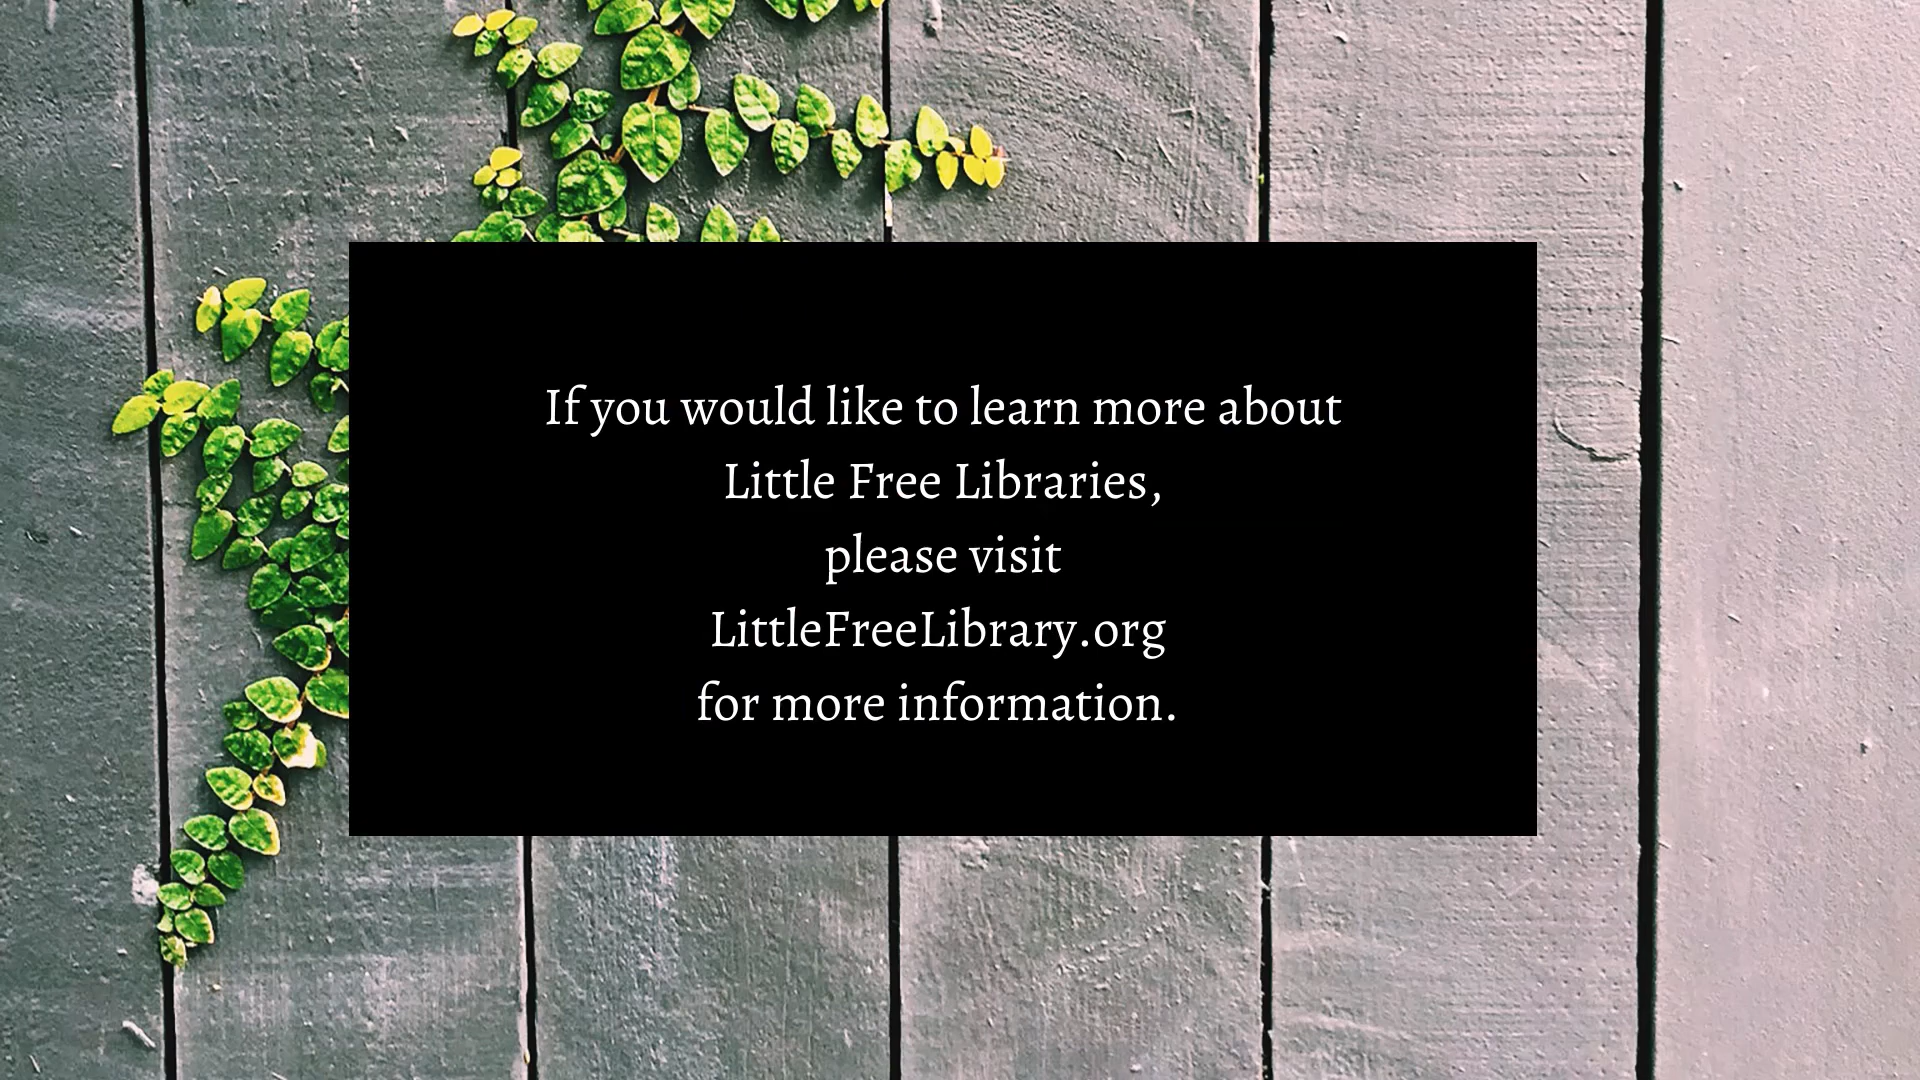 If you would like to learn more about
Little Free Libraries,
please visit
LittleFreeLibrary.org
for more information.